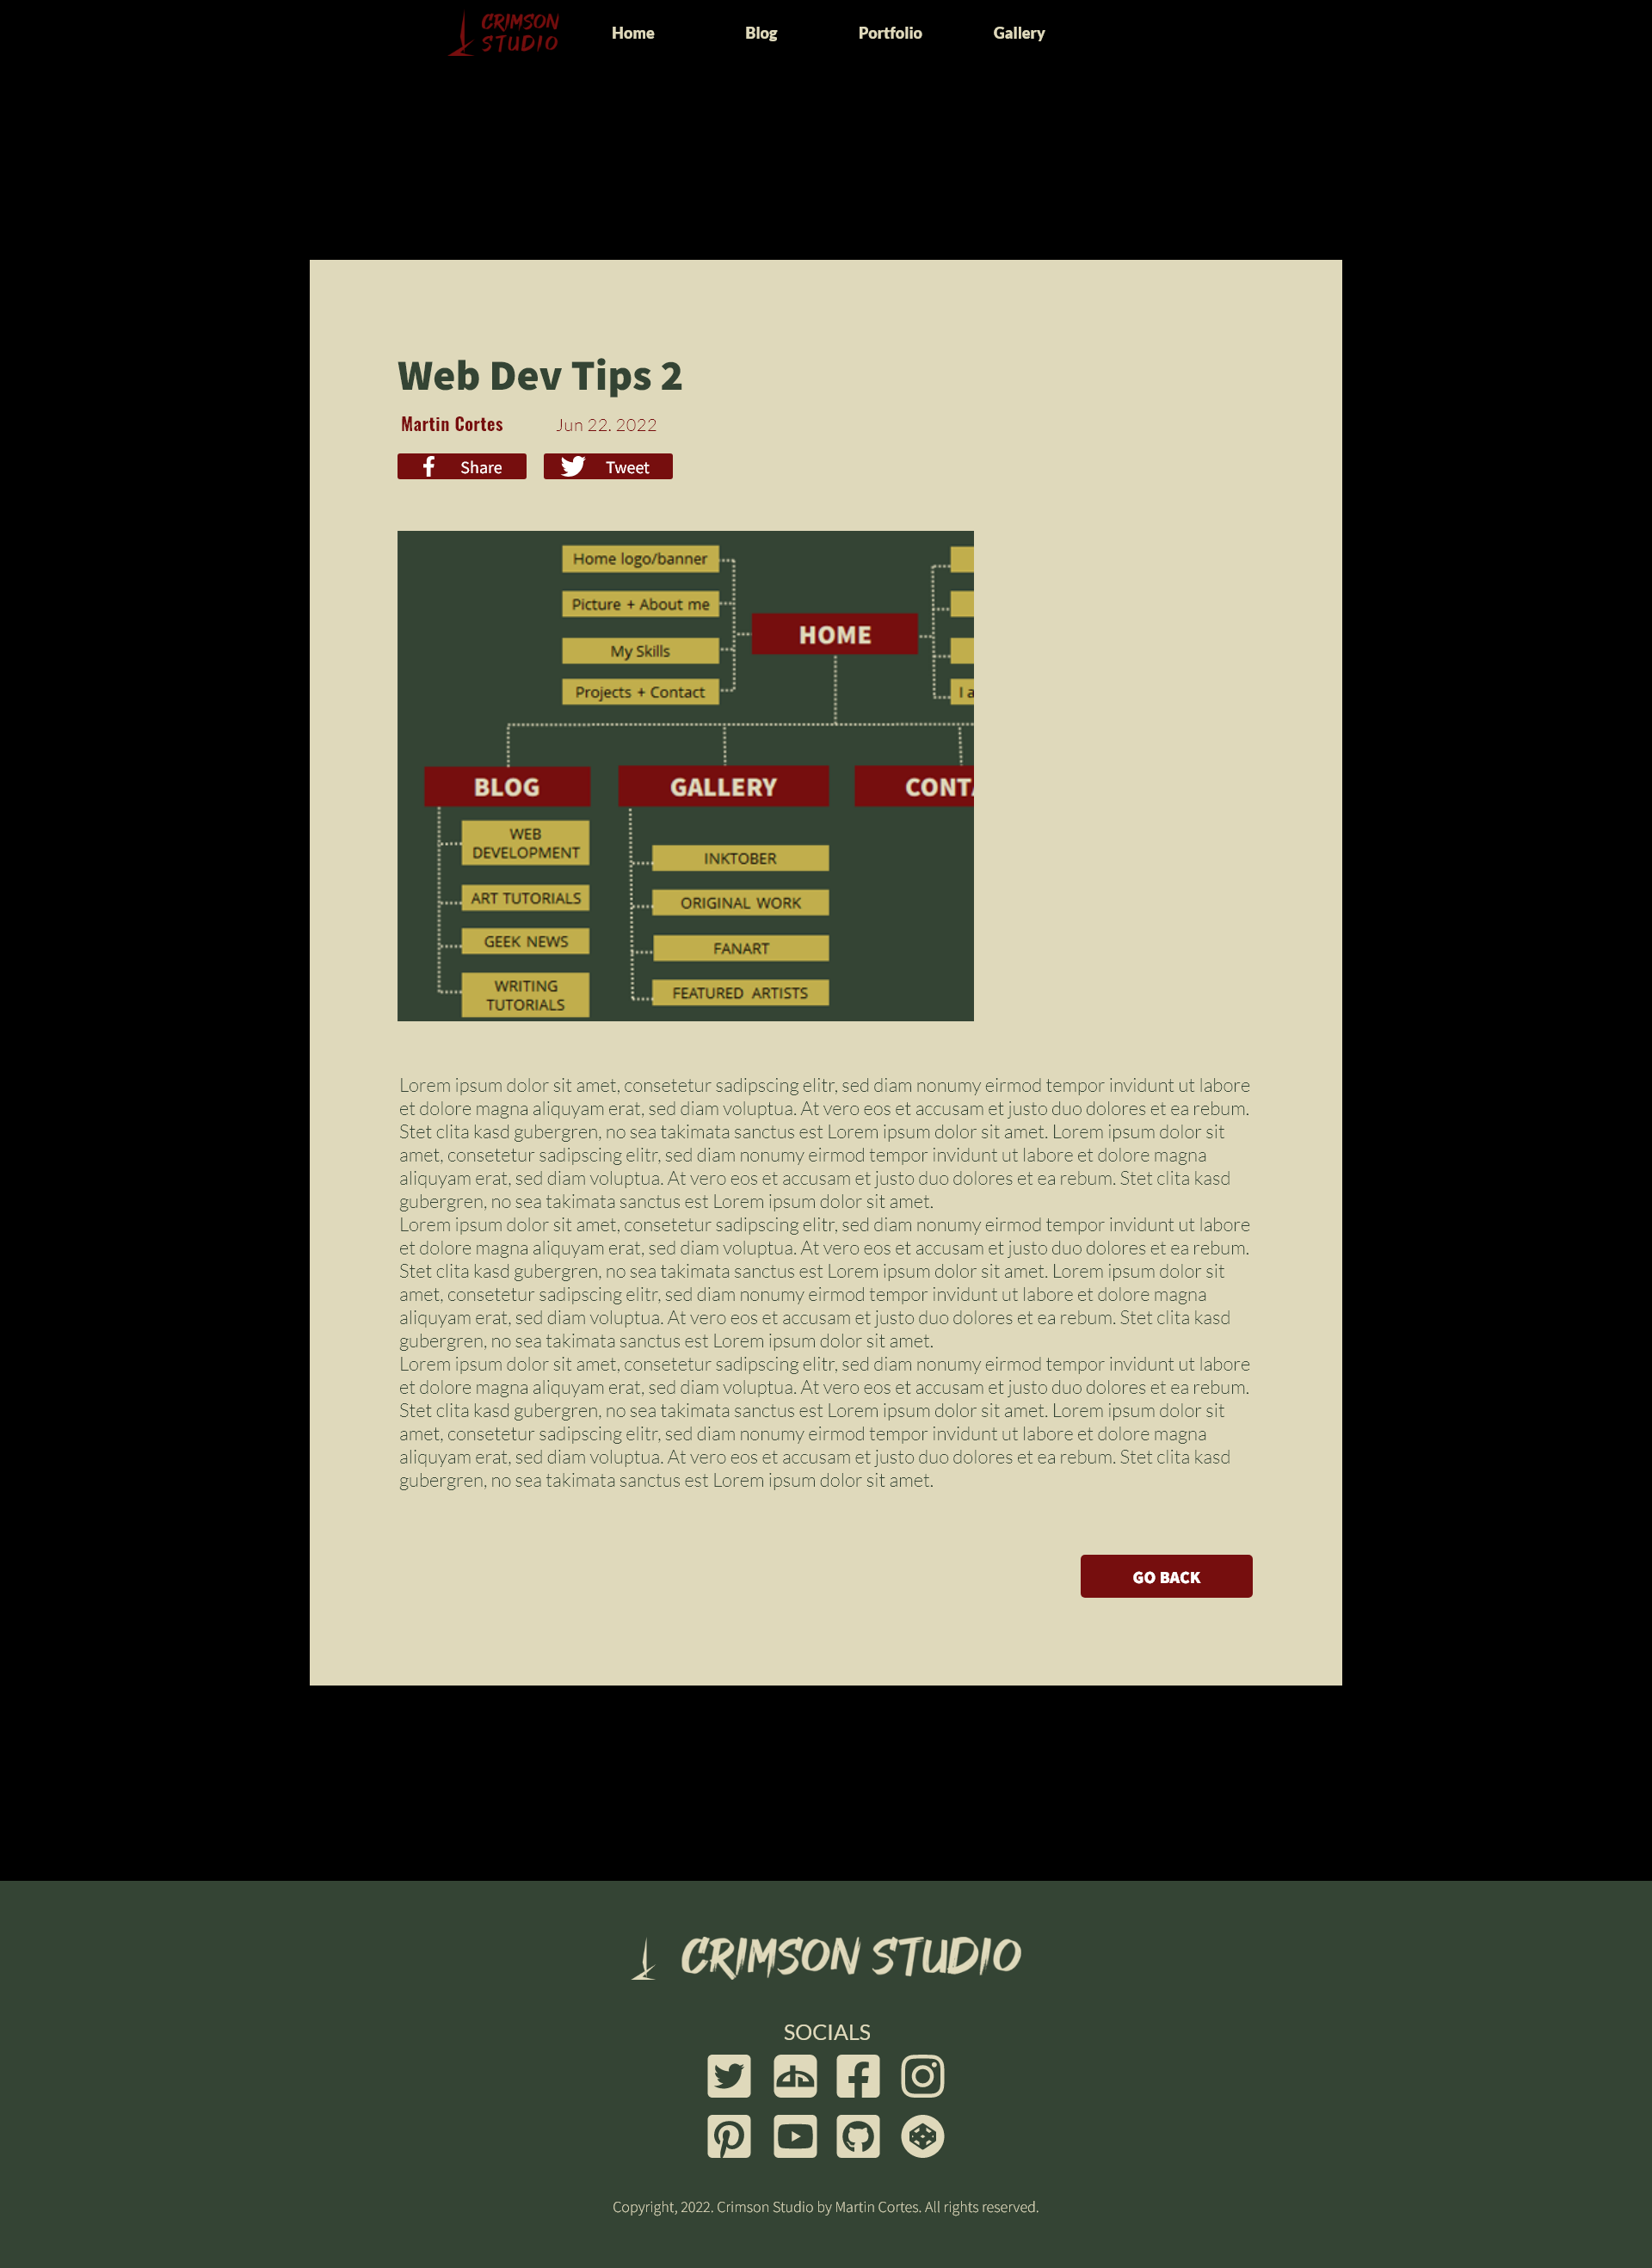 CRIMSON
STUDIO
Home
Blog
Portfolio
Gallery
Web Dev Tips 2
Martin Cortes
Jun 22. 2022
Share
Tweet
Home logo/banner
Picture + About me
HOME
My Skills
Projects + Contact
I a
BLOG
GALLERY
CONTA
WEB
DEVELOPMENT
ART TUTORIALS
GEEK NEWS
WRITING
TUTORIALS
INKTOBER
ORIGINAL WORK
FANART
FEATURED ARTISTS
Lorem ipsum dolor sit amet, consetetur sadipscing elitr, sed diam nonumy eirmod tempor invidunt ut labore
et dolore magna aliquyam erat, sed diam voluptua. At vero eos et accusam et justo duo dolores et ea rebum.
Stet clita kasd gubergren, no sea takimata sanctus est Lorem ipsum dolor sit amet. Lorem ipsum dolor sit
amet, consetetur sadipscing elitr, sed diam nonumy eirmod tempor invidunt ut labore et dolore magna
aliquyam erat, sed diam voluptua. At vero eos et accusam et justo duo dolores et ea rebum. Stet clita kasd
gubergren, no sea takimata sanctus est Lorem ipsum dolor sit amet.
Lorem ipsum dolor sit amet, consetetur sadipscing elitr, sed diam nonumy eirmod tempor invidunt ut labore
et dolore magna aliquyam erat, sed diam voluptua. At vero eos et accusam et justo duo dolores et ea rebum.
Stet clita kasd gubergren, no sea takimata sanctus est Lorem ipsum dolor sit amet. Lorem ipsum dolor sit
amet, consetetur sadipscing elitr, sed diam nonumy eirmod tempor invidunt ut labore et dolore magna
aliquyam erat, sed diam voluptua. At vero eos et accusam et justo duo dolores et ea rebum. Stet clita kasd
gubergren, no sea takimata sanctus est Lorem ipsum dolor sit amet.
Lorem ipsum dolor sit amet, consetetur sadipscing elitr, sed diam nonumy eirmod tempor invidunt ut labore
et dolore magna aliquyam erat, sed diam voluptua. At vero eos et accusam et justo duo dolores et ea rebum.
Stet clita kasd gubergren, no sea takimata sanctus est Lorem ipsum dolor sit amet. Lorem ipsum dolor sit
amet, consetetur sadipscing elitr, sed diam nonumy eirmod tempor invidunt ut labore et dolore magna
aliquyam erat, sed diam voluptua. At vero eos et accusam et justo duo dolores et ea rebum. Stet clita kasd
gubergren, no sea takimata sanctus est Lorem ipsum dolor sit amet.
GO BACK
CRIMSON STUDIO
SOCIALS
Copyright, 2022. Crimson Studio by Martin Cortes. All rights reserved.